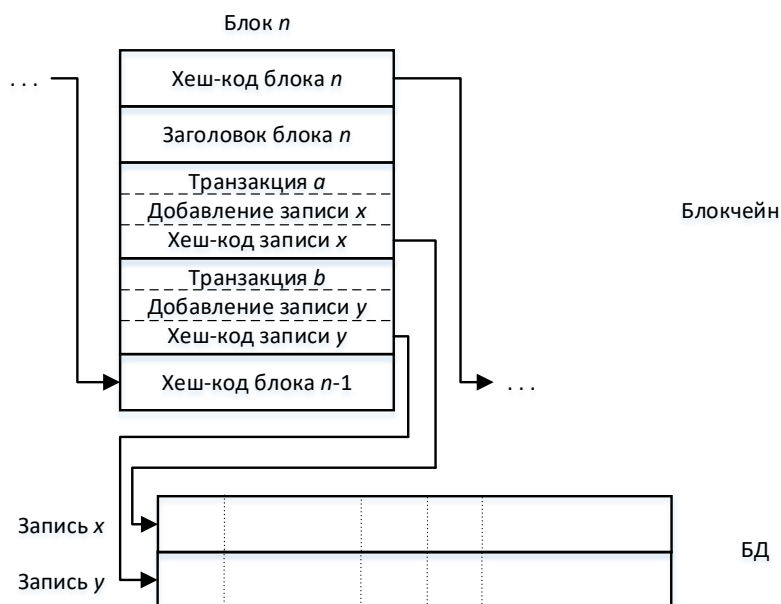 Блок n
. . .
Хеш-код блока n
Заголовок блока n
Транзакция a
Добавление записи x
Хеш-код записи x
Блокчейн
Транзакция b
Добавление записи y
Хеш-код записи y
Хеш-код блока n-1
. . .
Запись x
БД
Запись y